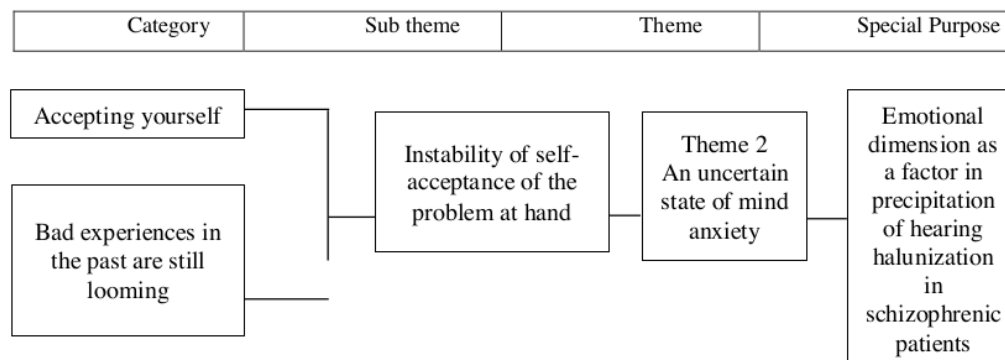 Category
Sub theme
Theme
Special Purpose
Accepting yourself
Bad experiences in
the past are still
looming
Instability of self-
acceptance of the
problem at hand
Theme 2
An uncertain
state of mind
anxiety
Emotional
dimension as
a factor in
precipitation
of hearing
halunization
in
schizophrenic
patients